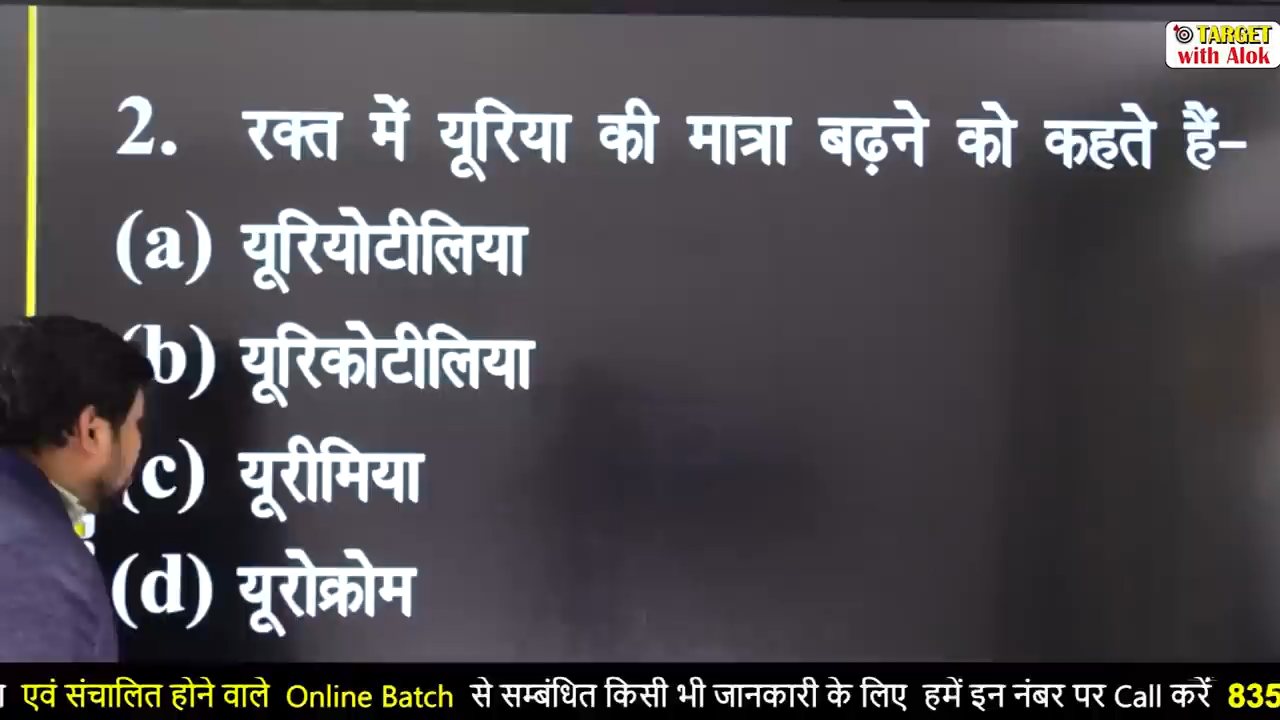 TARGET
with Alok
2. रक्त में यूरिया की मात्रा बढ़ने को कहते हैं-
(a) यूरियोटीलिया
(b) यूरिकोटीलिया
(c) यूरीमिया
(d) यूरोक्रोम
एवं संचालित होने वाले Online Batch से सम्बंधित किसी भी जानकारी के लिए हमें इन नंबर पर Call करें 835